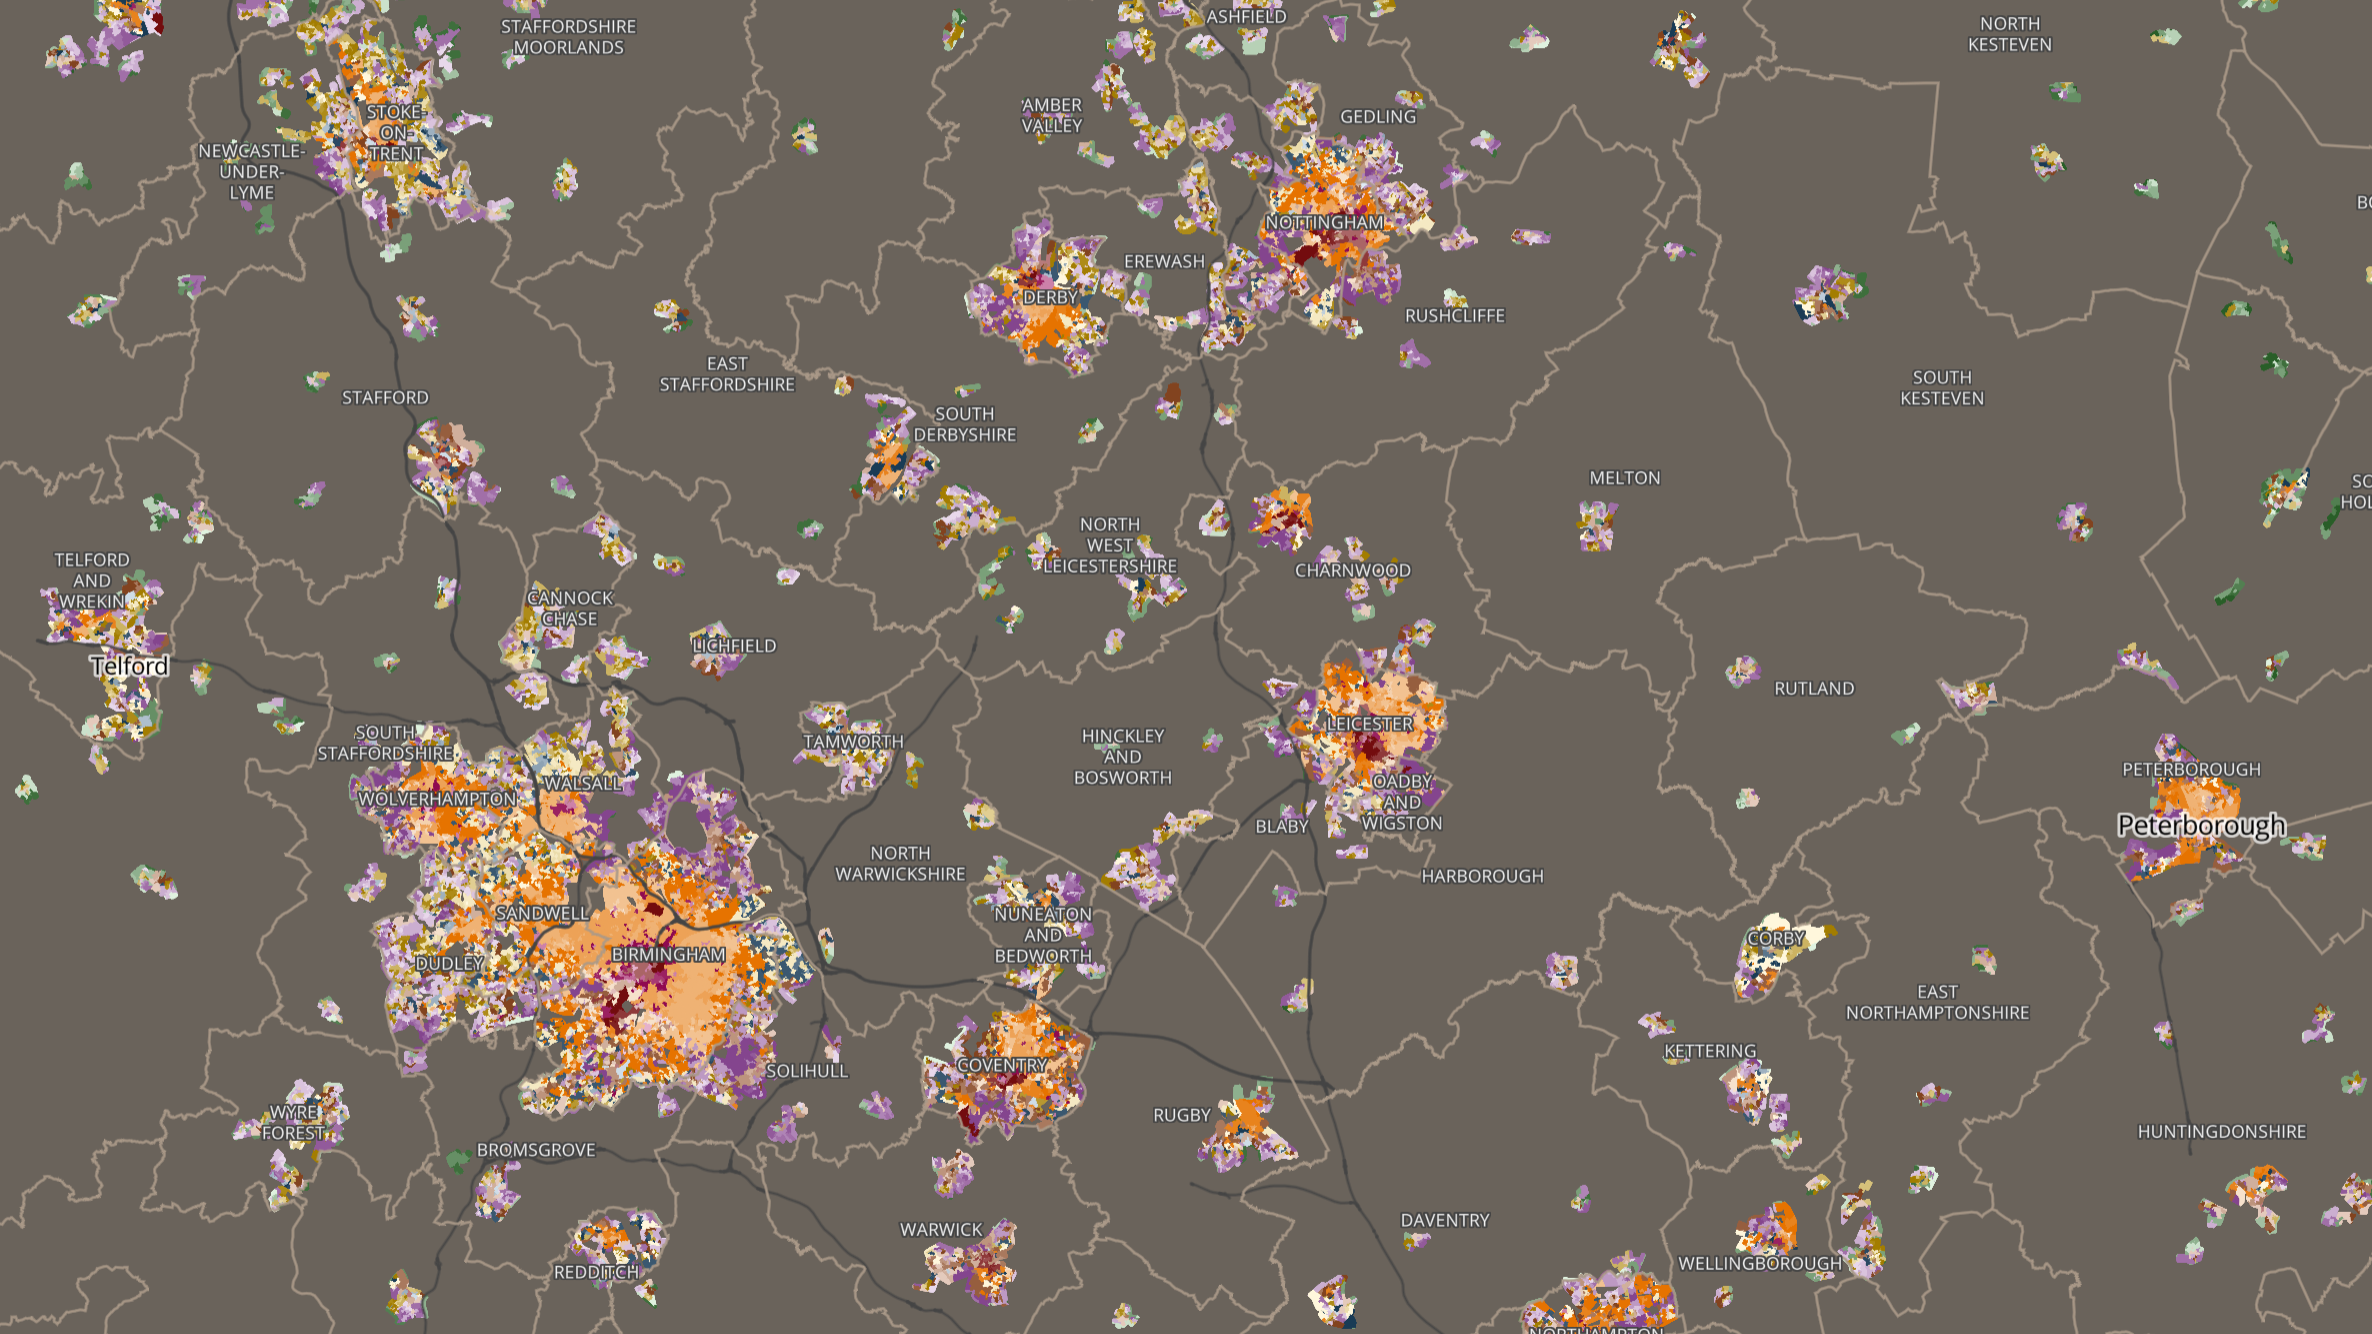 STAFFORDSHIRE
MOORLANDS
ASHFIELD
NORTH
KESTEVEN
STOKE-
ON-
TRENT
AMBER
VALLEY
GEDLING
NEWCASTLE-
UNDER-
LYME
NOTTINGHAM
BO
EREWASH
DERBY
RUSHCLIFFE
STAFFORD
EAST
STAFFORDSHIRE
SOUTH
DERBYSHIRE
SOUTH
KESTEVEN
MELTON
SO
HOL
NORTH
WEST
LEICESTERSHIRE
CHARNWOOD
TELFORD
AND
WREKIN
Telford
CANNOCK
CHASE
LICHFIELD
RUTLAND
SOUTH
STAFFORDSHIRE
TAMWORTH
HINCKLEY
AND
BOSWORTH
LEICESTER
WOLVERHAMPTON
WALSALL
OADBY
AND
WIGSTON
BLABY
PETERBOROUGH
Peterborough
NORTH
WARWICKSHIRE
HARBOROUGH
SANDWELL
NUNEATON
AND
BEDWORTH
CORBY
DUDLEY
BIRMINGHAM
EAST
NORTHAMPTONSHIRE
SOLIHULL
COVENTRY
KETTERING
WYRE
FOREST
RUGBY
HUNTINGDONSHIRE
BROMSGROVE
WARWICK
DAVENTRY
REDDITCH
WELLINGBOROUGH
NORTHAMPTON